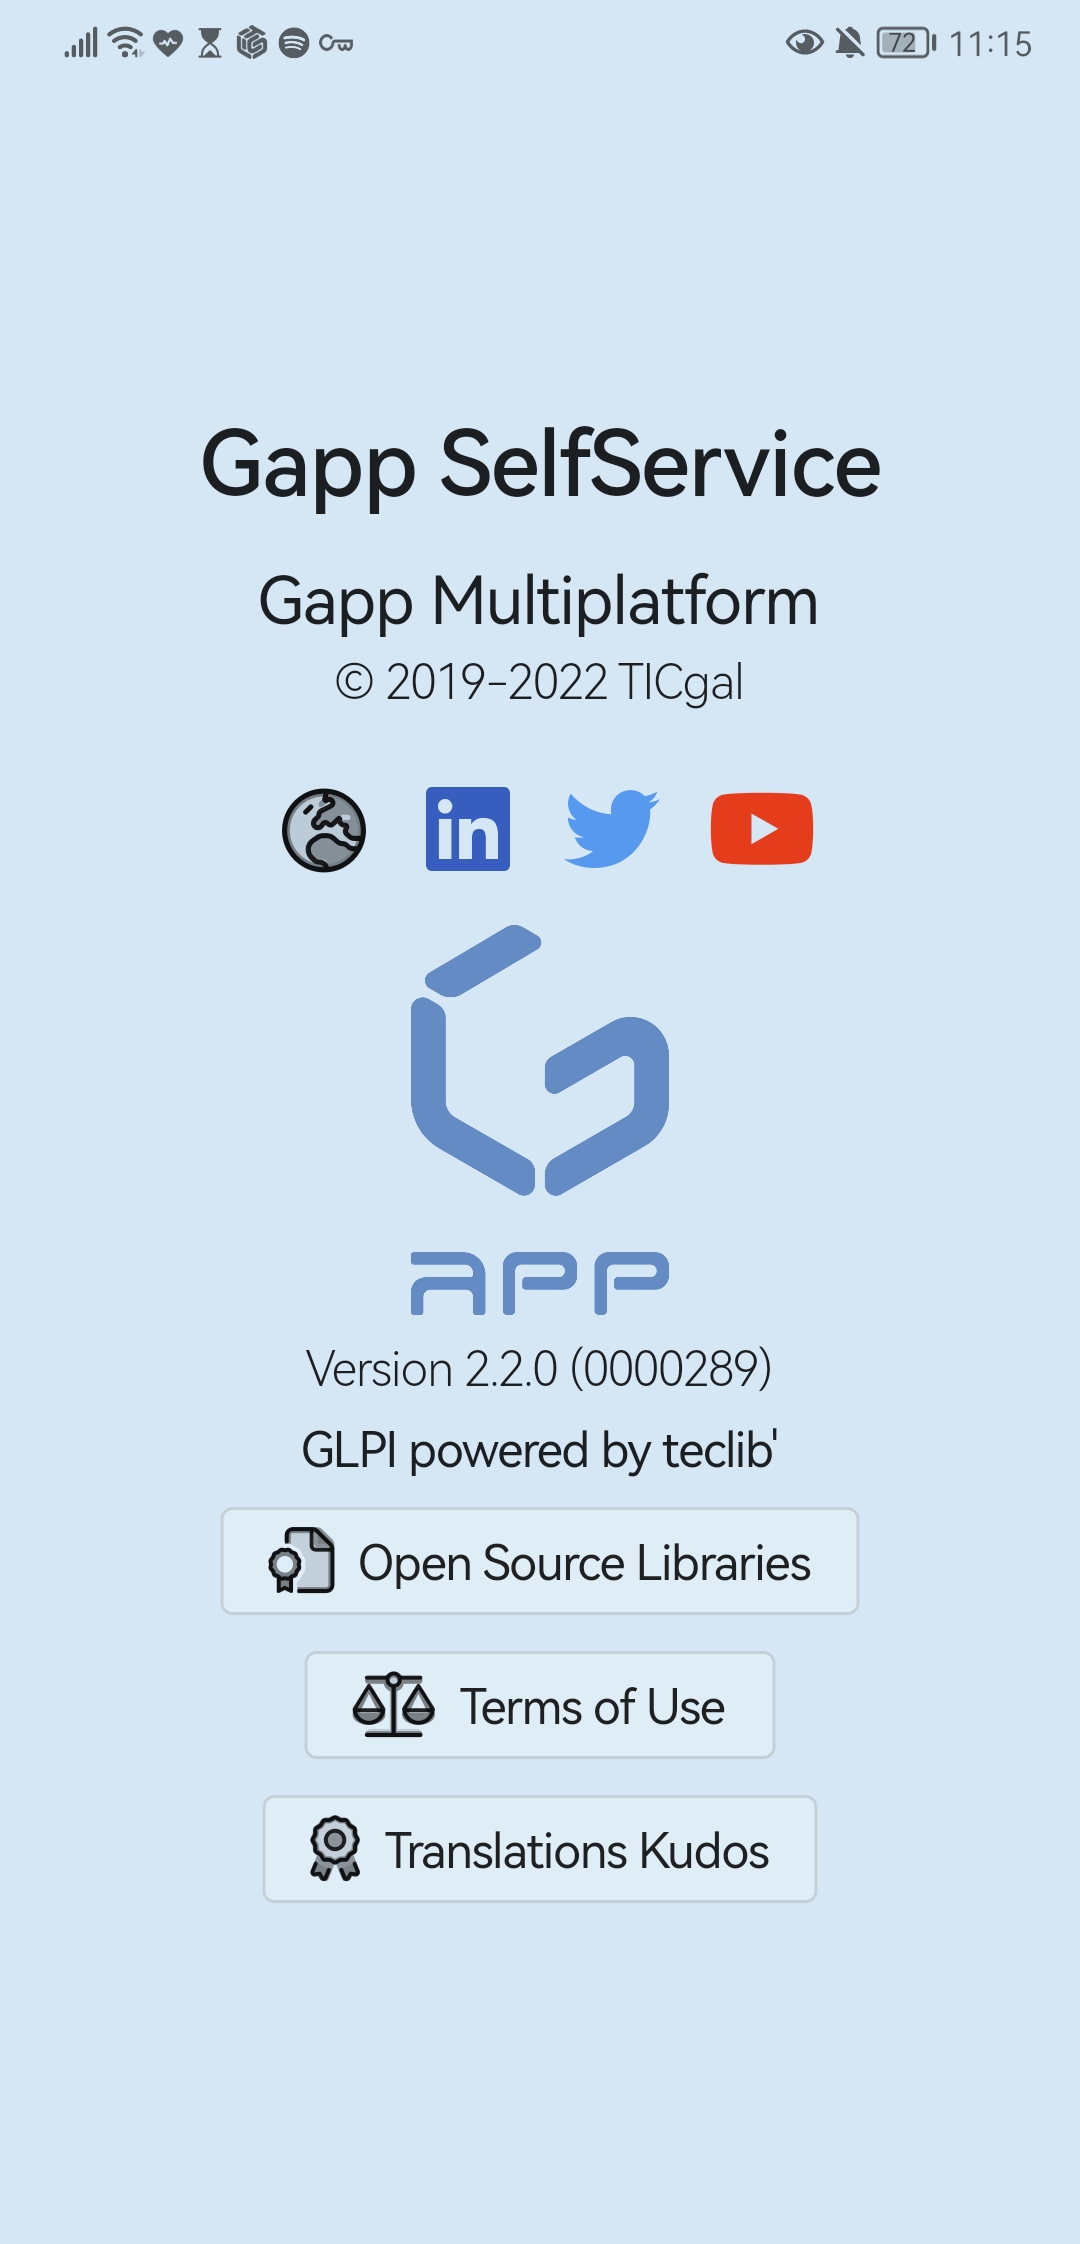 72 11:15
Gapp SelfService
Gapp Multiplatform
© 2019-2022 TICgal
in
APP
Version 2.2.0 (0000289)
GLPI powered by teclib'
Open Source Libraries
Terms of Use
Translations Kudos